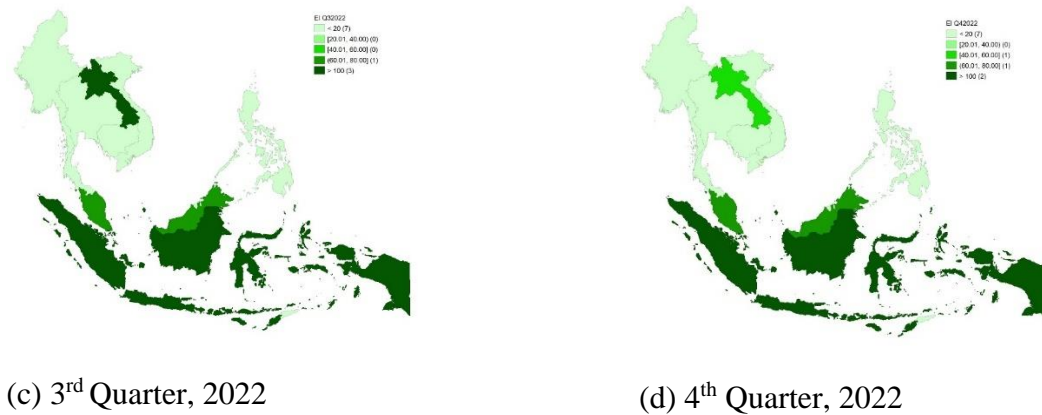 EI Q32022
< 20 (7)
[20.01, 40.00) (0)
[40.01, 60.00] (0)
(60.01, 80.00] (1)
> 100 (3)
EI Q42022
< 20 (7)
[20.01, 40.00) (0)
[40.01, 60.00] (1)
(60.01, 80.00] (1)
> 100 (2)
(c) 3rd Quarter, 2022
(d) 4th Quarter, 2022